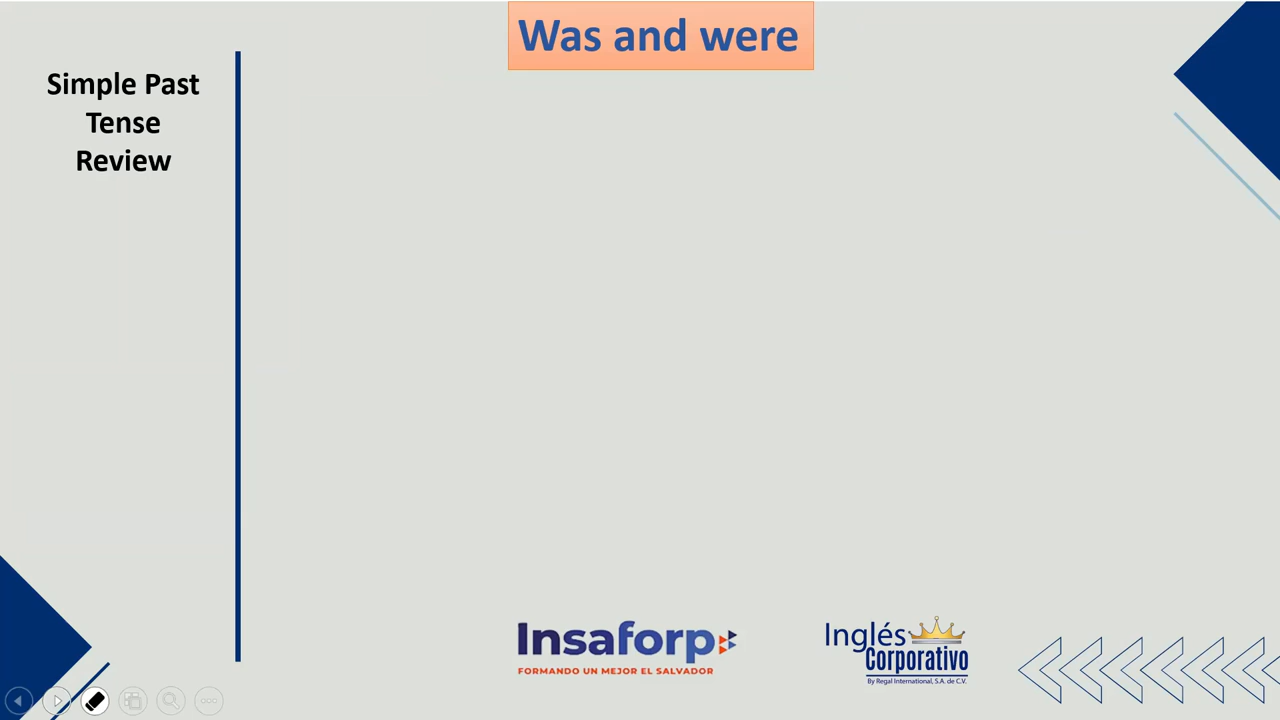 Was and were
Simple Past
Tense
Review
Insaforp
FORMANDO UN MEJOR EL SALVADOR
Inglés
Corporativo
By Regal International, S.A. de C.V.